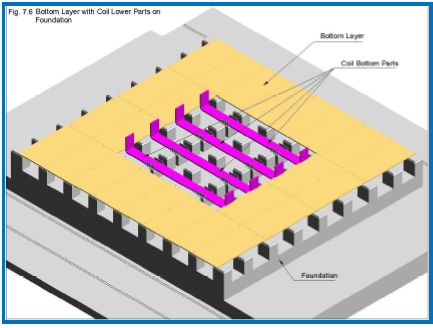 Fig. 7.6 Bottom Layer with Coil Lower Parts on
Foundation
Bottom Layer
Coil Bottom Parts
Foundation